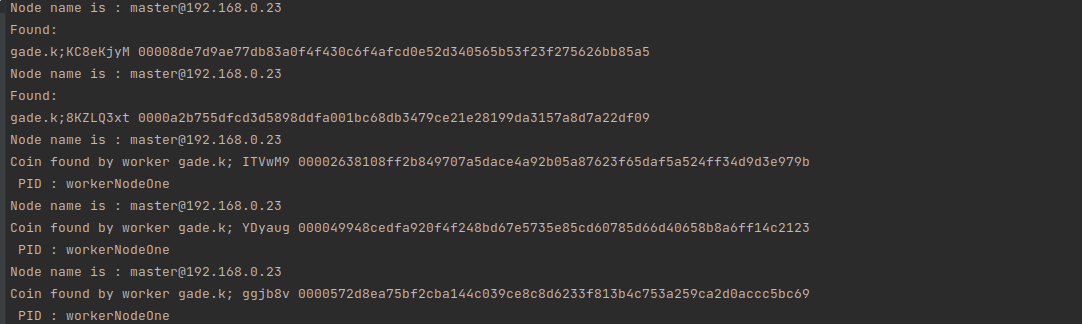 Node name is : master@192.168.0.23
Found:
gade.k;KC8eKjyM 00008de7d9ae77db83a0f4f430c6f4afcd0e52d340565b53f23f275626bb85a5
Node name is : master@192.168.0.23
Found:
gade.k;8KZLQ3xt 0000a2b755dfcd3d5898ddfa001bc68db3479ce21e28199da3157a8d7a22df09
Node name is : master@192.168.0.23
Coin found by worker gade.k; ITVwM9 00002638108ff2b849707a5dace4a92b05a87623f65daf5a524ff34d9d3e979b
 PID : workerNodeOne
Node name is : master@192.168.0.23
Coin found by worker gade.k; YDyaug 000049948cedfa920f4f248bd67e5735e85cd60785d66d40658b8a6ff14c2123
 PID : workerNodeOne
Node name is : master@192.168.0.23
Coin found by worker gade.k; ggjb8v 0000572d8ea75bf2cba144c039ce8c8d6233f813b4c753a259ca2d0accc5bc69
 PID : workerNodeOne